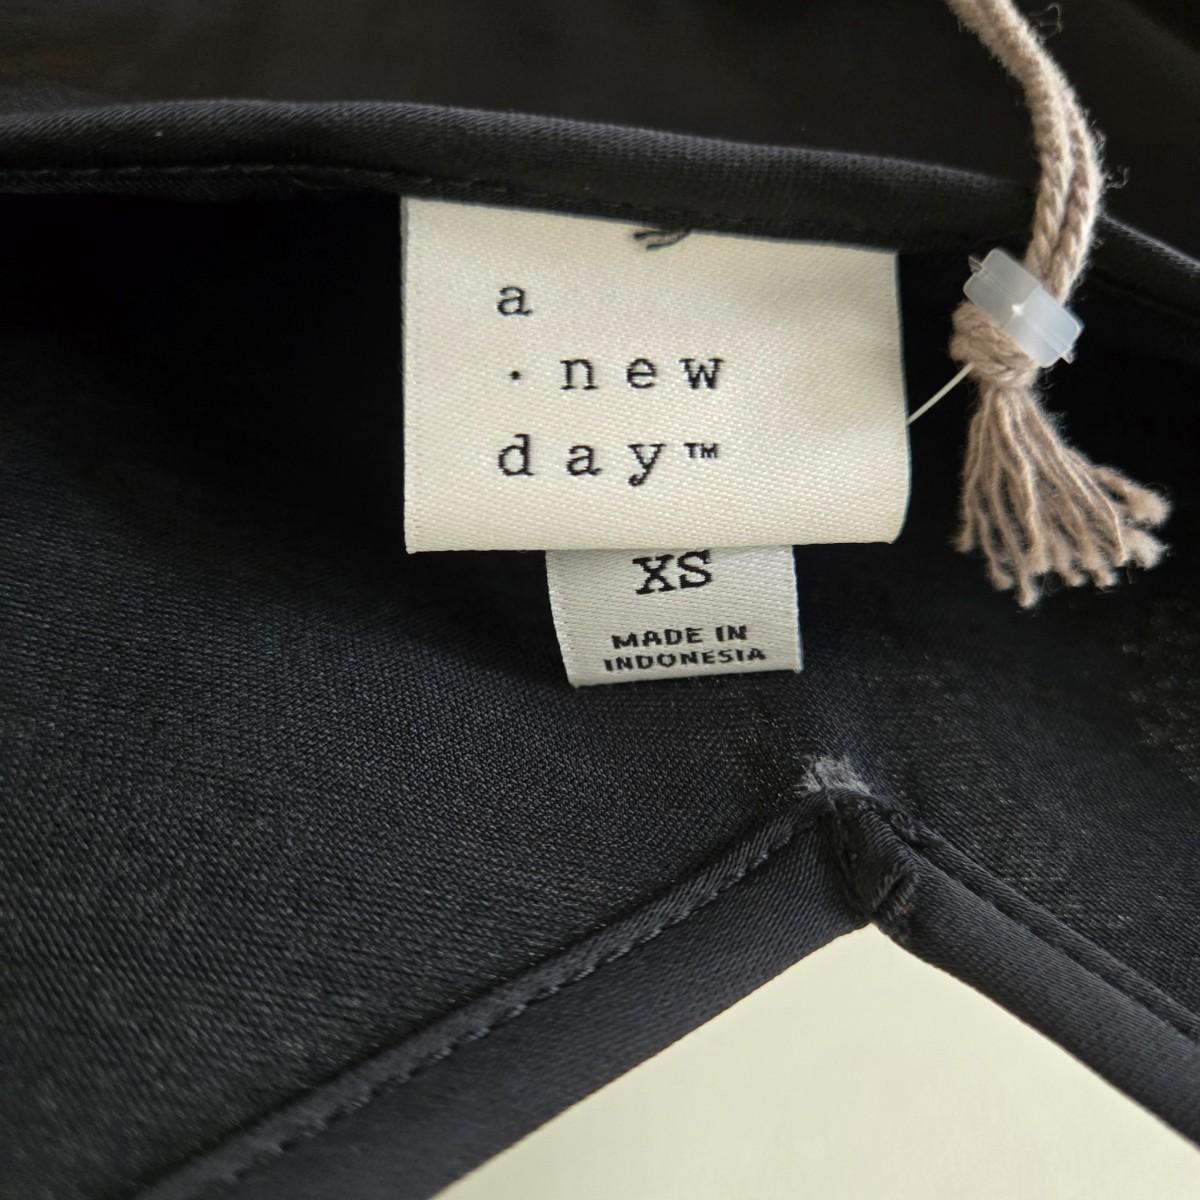 a
· new
day™
XS
MADE IN
INDONESIA